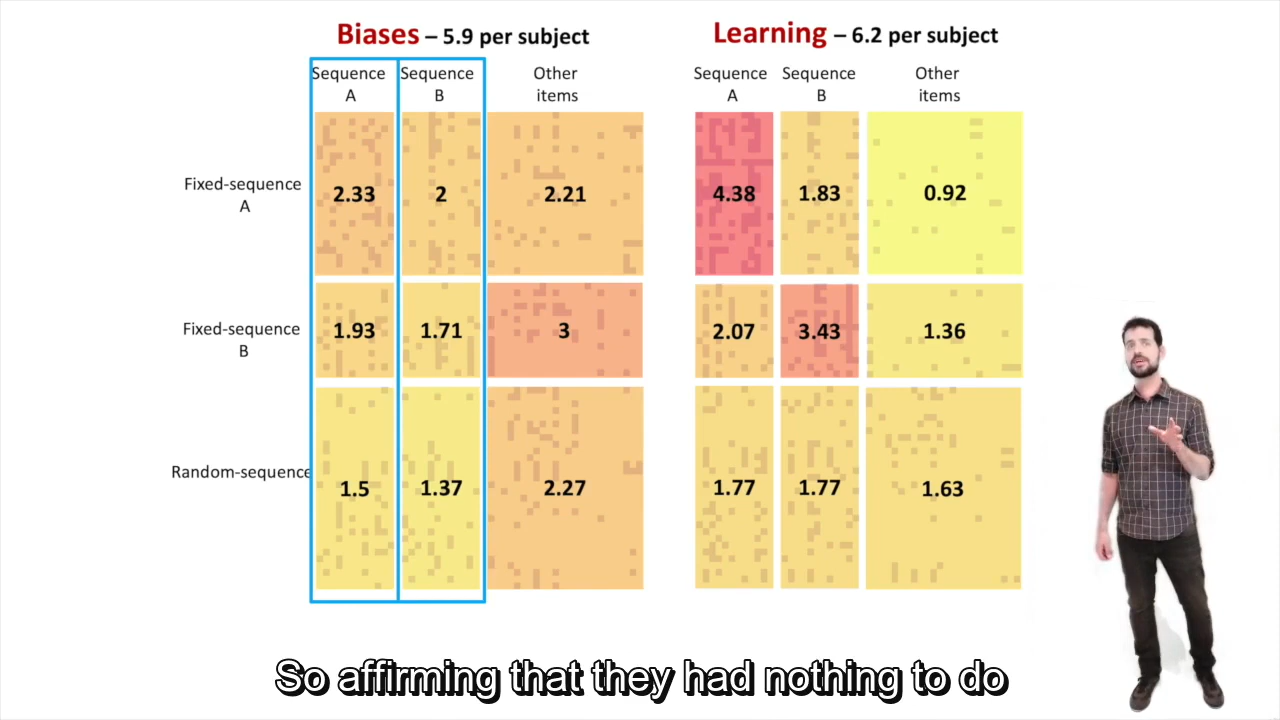 Biases – 5.9 per subject
Learning – 6.2 per subject
Sequence A
Sequence B
Other items
Sequence A
Sequence B
Other items
Fixed-sequence A
2.33
2
2.21
4.38
1.83
0.92
Fixed-sequence B
1.93
1.71
3
2.07
3.43
1.36
Random-sequence
1.5
1.37
2.27
1.77
1.77
1.63
So affirming that they had nothing to do